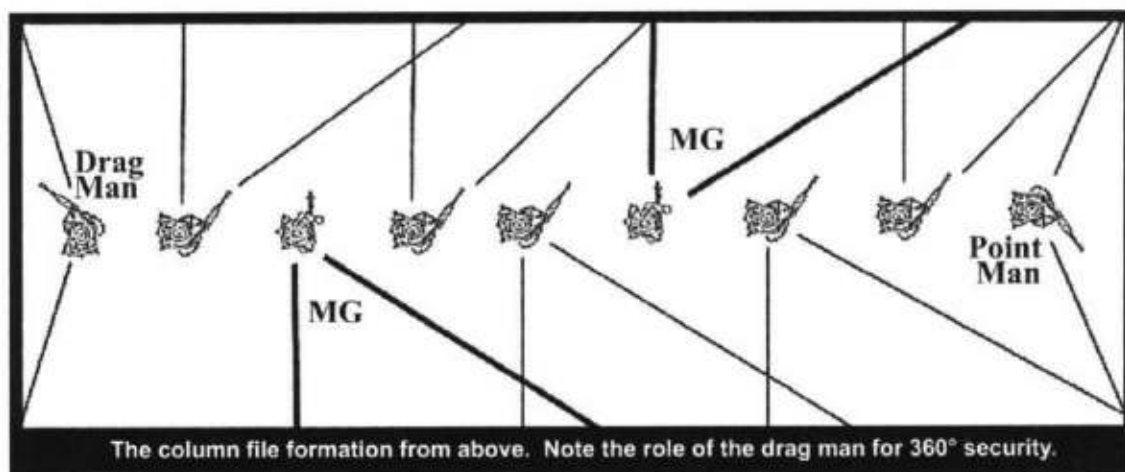 Drag
Man
MG
MG
Point
Man
The column file formation from above. Note the role of the drag man for 360° security.